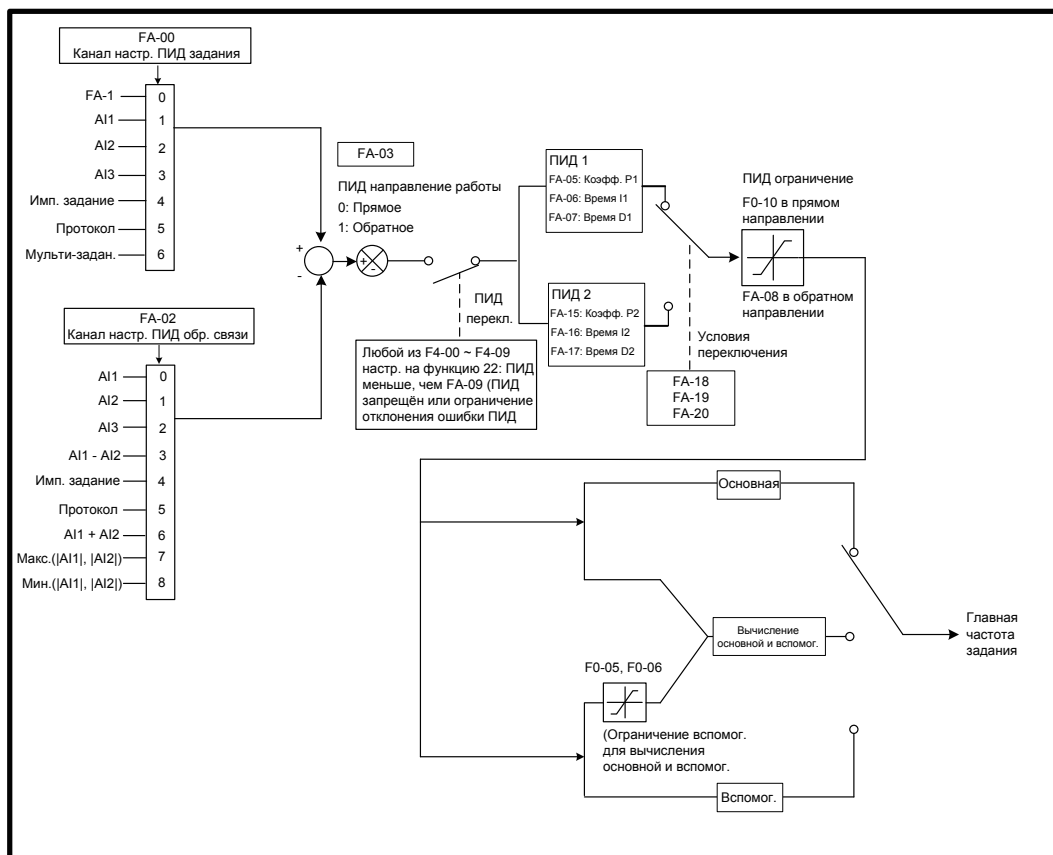 FA-00
Канал настр. ПИД задания
FA-1
0
AI1
1
AI2
2
AI3
3
Имп. задание
4
Протокол
5
Мульти-задан.
6
FA-02
Канал настр. ПИД обр. связи
AI1
0
AI2
1
AI3
2
AI1 - AI2
3
Имп. задание
4
Протокол
5
AI1 + AI2
6
Макс.(|AI1|, |AI2|)
7
Мин.(|AI1|, |AI2|)
8
+
-
FA-03
ПИД направление работы
0: Прямое
1: Обратное
+
-
ПИД
перекл.
Любой из F4-00 ~ F4-09
настр. на функцию 22: ПИД
меньше, чем FA-09 (ПИД
запрещён или ограничение
отклонения ошибки ПИД
ПИД 1
FA-05: Коэфф. P1
FA-06: Время I1
FA-07: Время D1
ПИД 2
FA-15: Коэфф. P2
FA-16: Время I2
FA-17: Время D2
Условия
переключения
FA-18
FA-19
FA-20
ПИД ограничение
F0-10 в прямом
направлении
FA-08 в обратном
направлении
Основная
Вычисление
основной и вспомог.
F0-05, F0-06
(Ограничение вспомог.
для вычисления
основной и вспомог.
Вспомог.
Главная
частота
задания